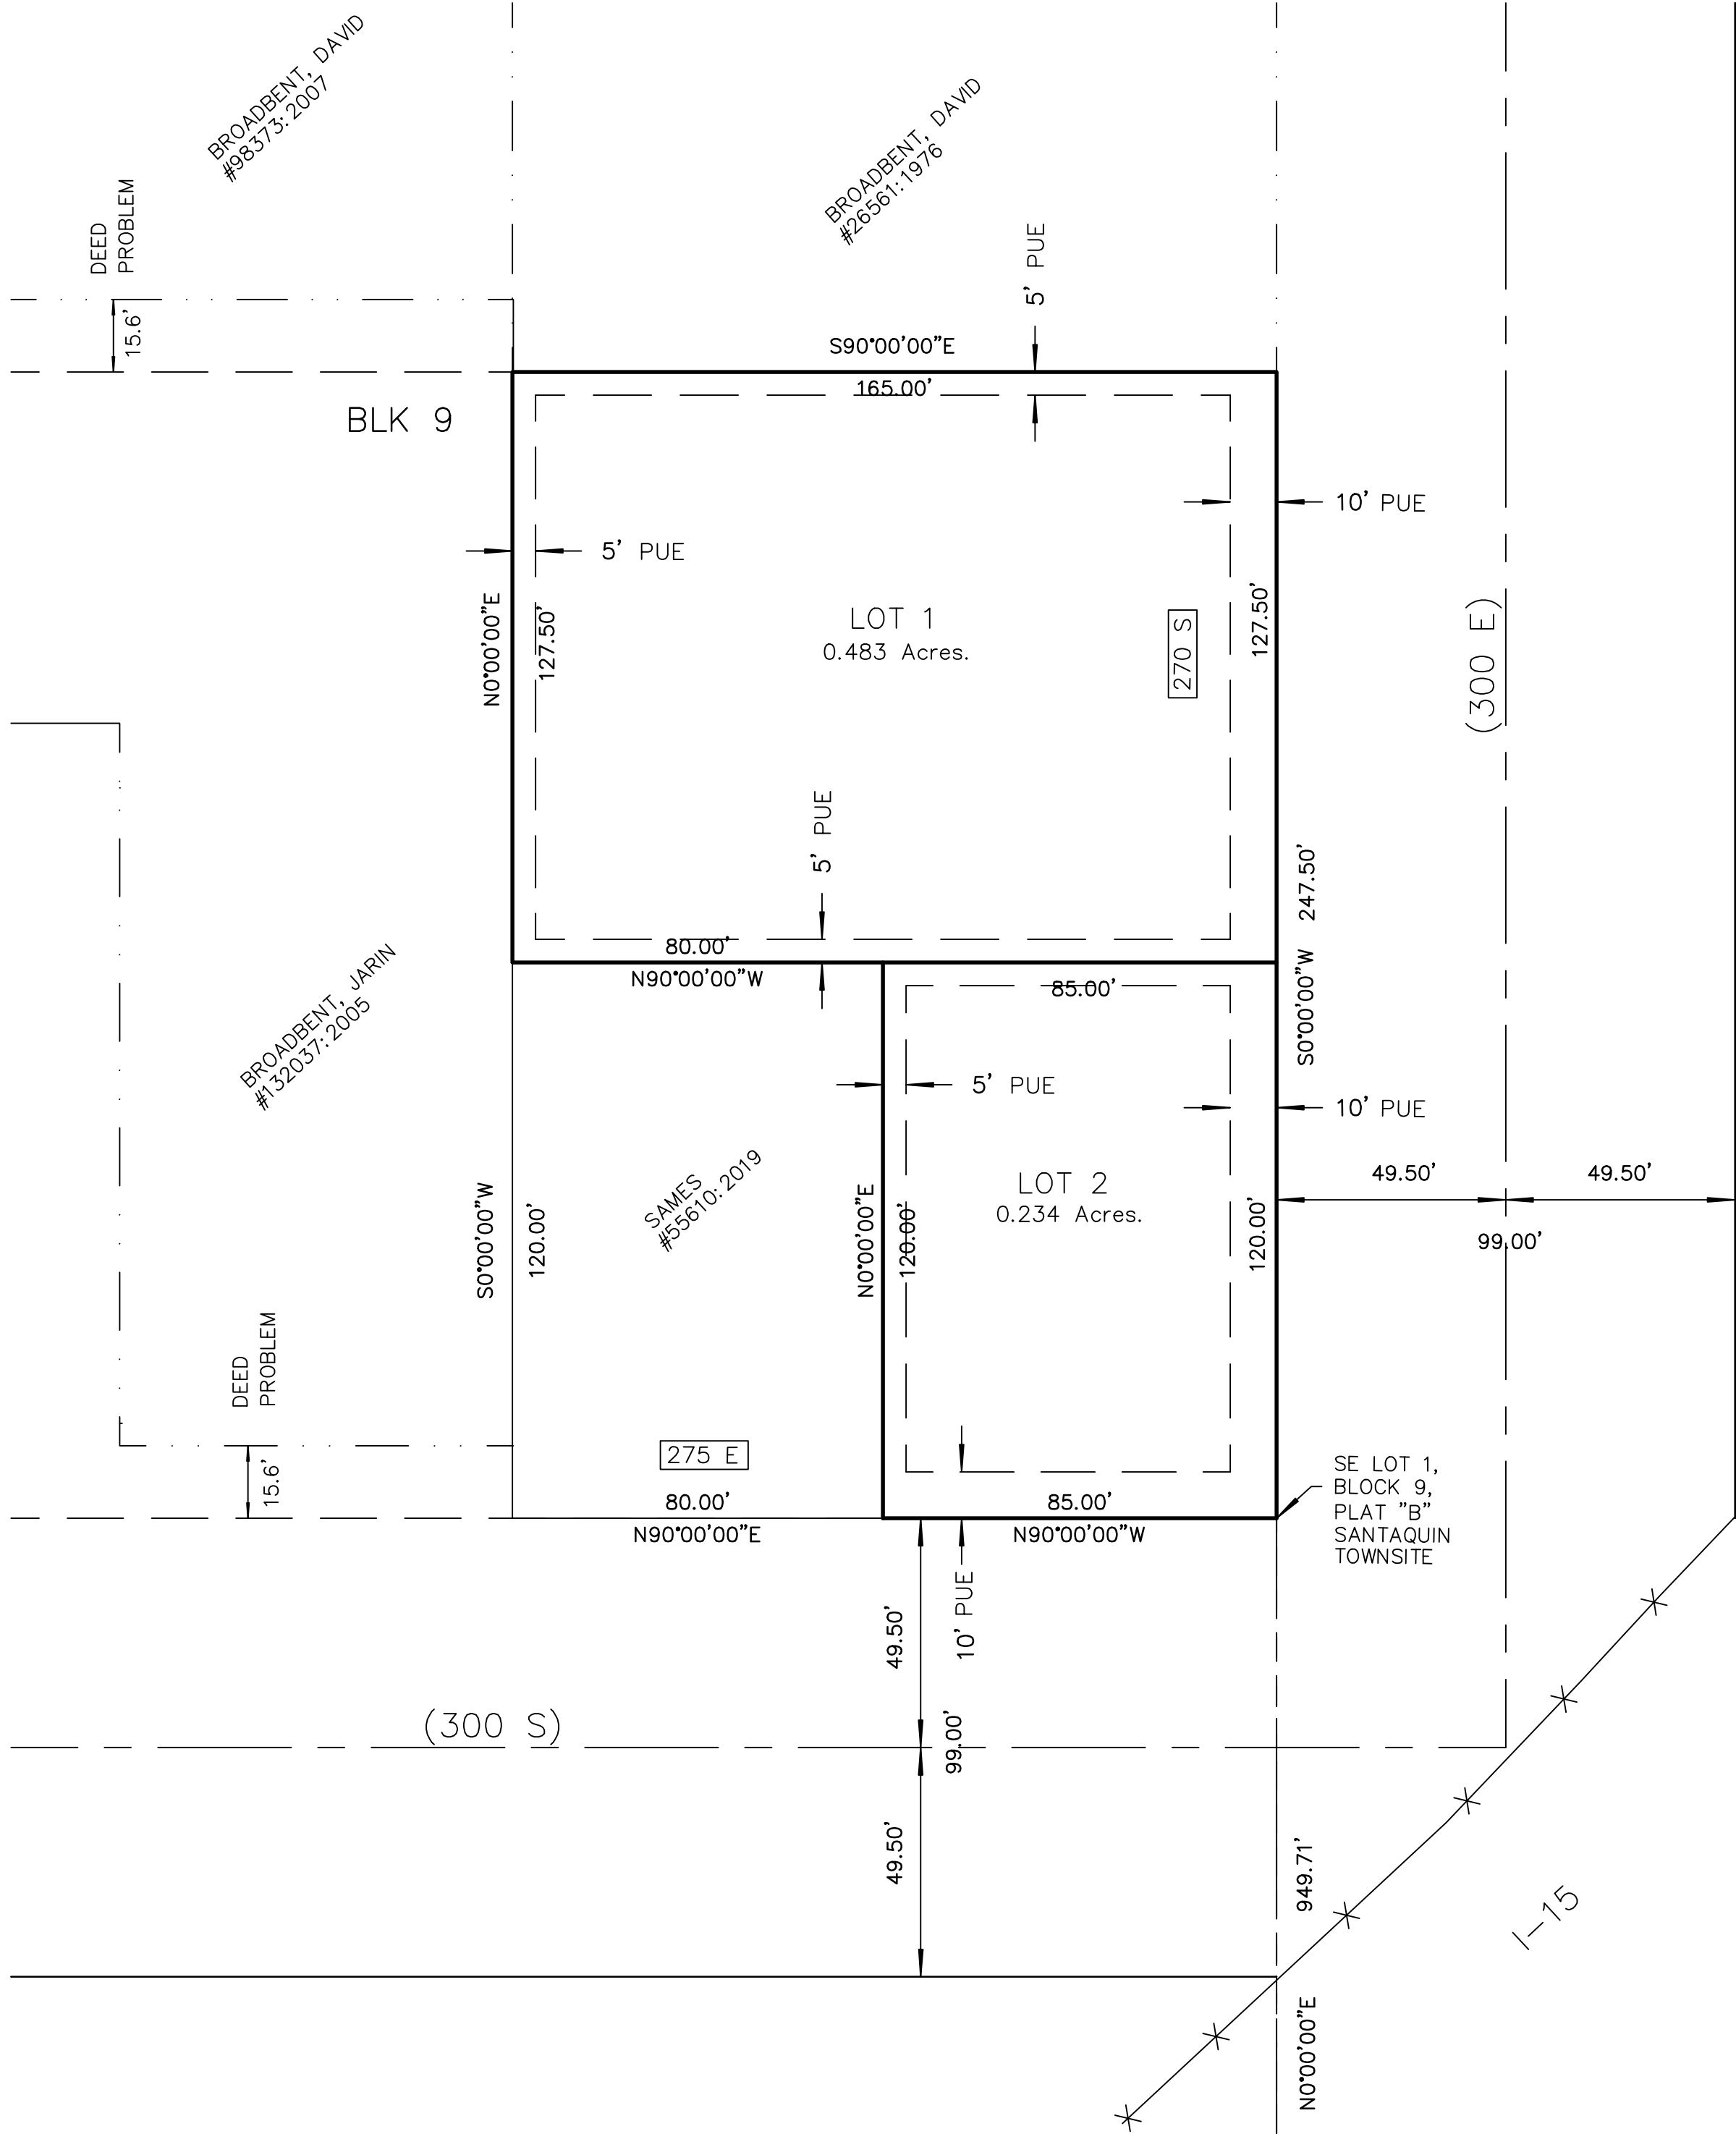 BROADBENT, DAVID
#98373:2007
BROADBENT, DAVID
#26561:1976
DEED
PROBLEM
15.6'
5' PUE
S90°00'00"E
165.00'
BLK 9
10' PUE
5' PUE
N0°00'00"E
127.50'
LOT 1
0.483 Acres.
270 S
127.50'
(300 E)
5' PUE
247.50'
S0°00'00"W
80.00'
N90°00'00"W
85.00'
BROADBENT, JARIN
#132037:2005
5' PUE
10' PUE
SAMES
#55610:2019
S0°00'00"W
120.00'
N0°00'00"E
120.00'
LOT 2
0.234 Acres.
120.00'
49.50'
49.50'
99.00'
DEED
PROBLEM
15.6'
275 E
80.00'
N90°00'00"E
85.00'
N90°00'00"W
SE LOT 1,
BLOCK 9,
PLAT "B"
SANTAQUIN
TOWNSITE
49.50'
10' PUE
(300 S)
99.00'
49.50'
949.71'
I-15
N0°00'00"E